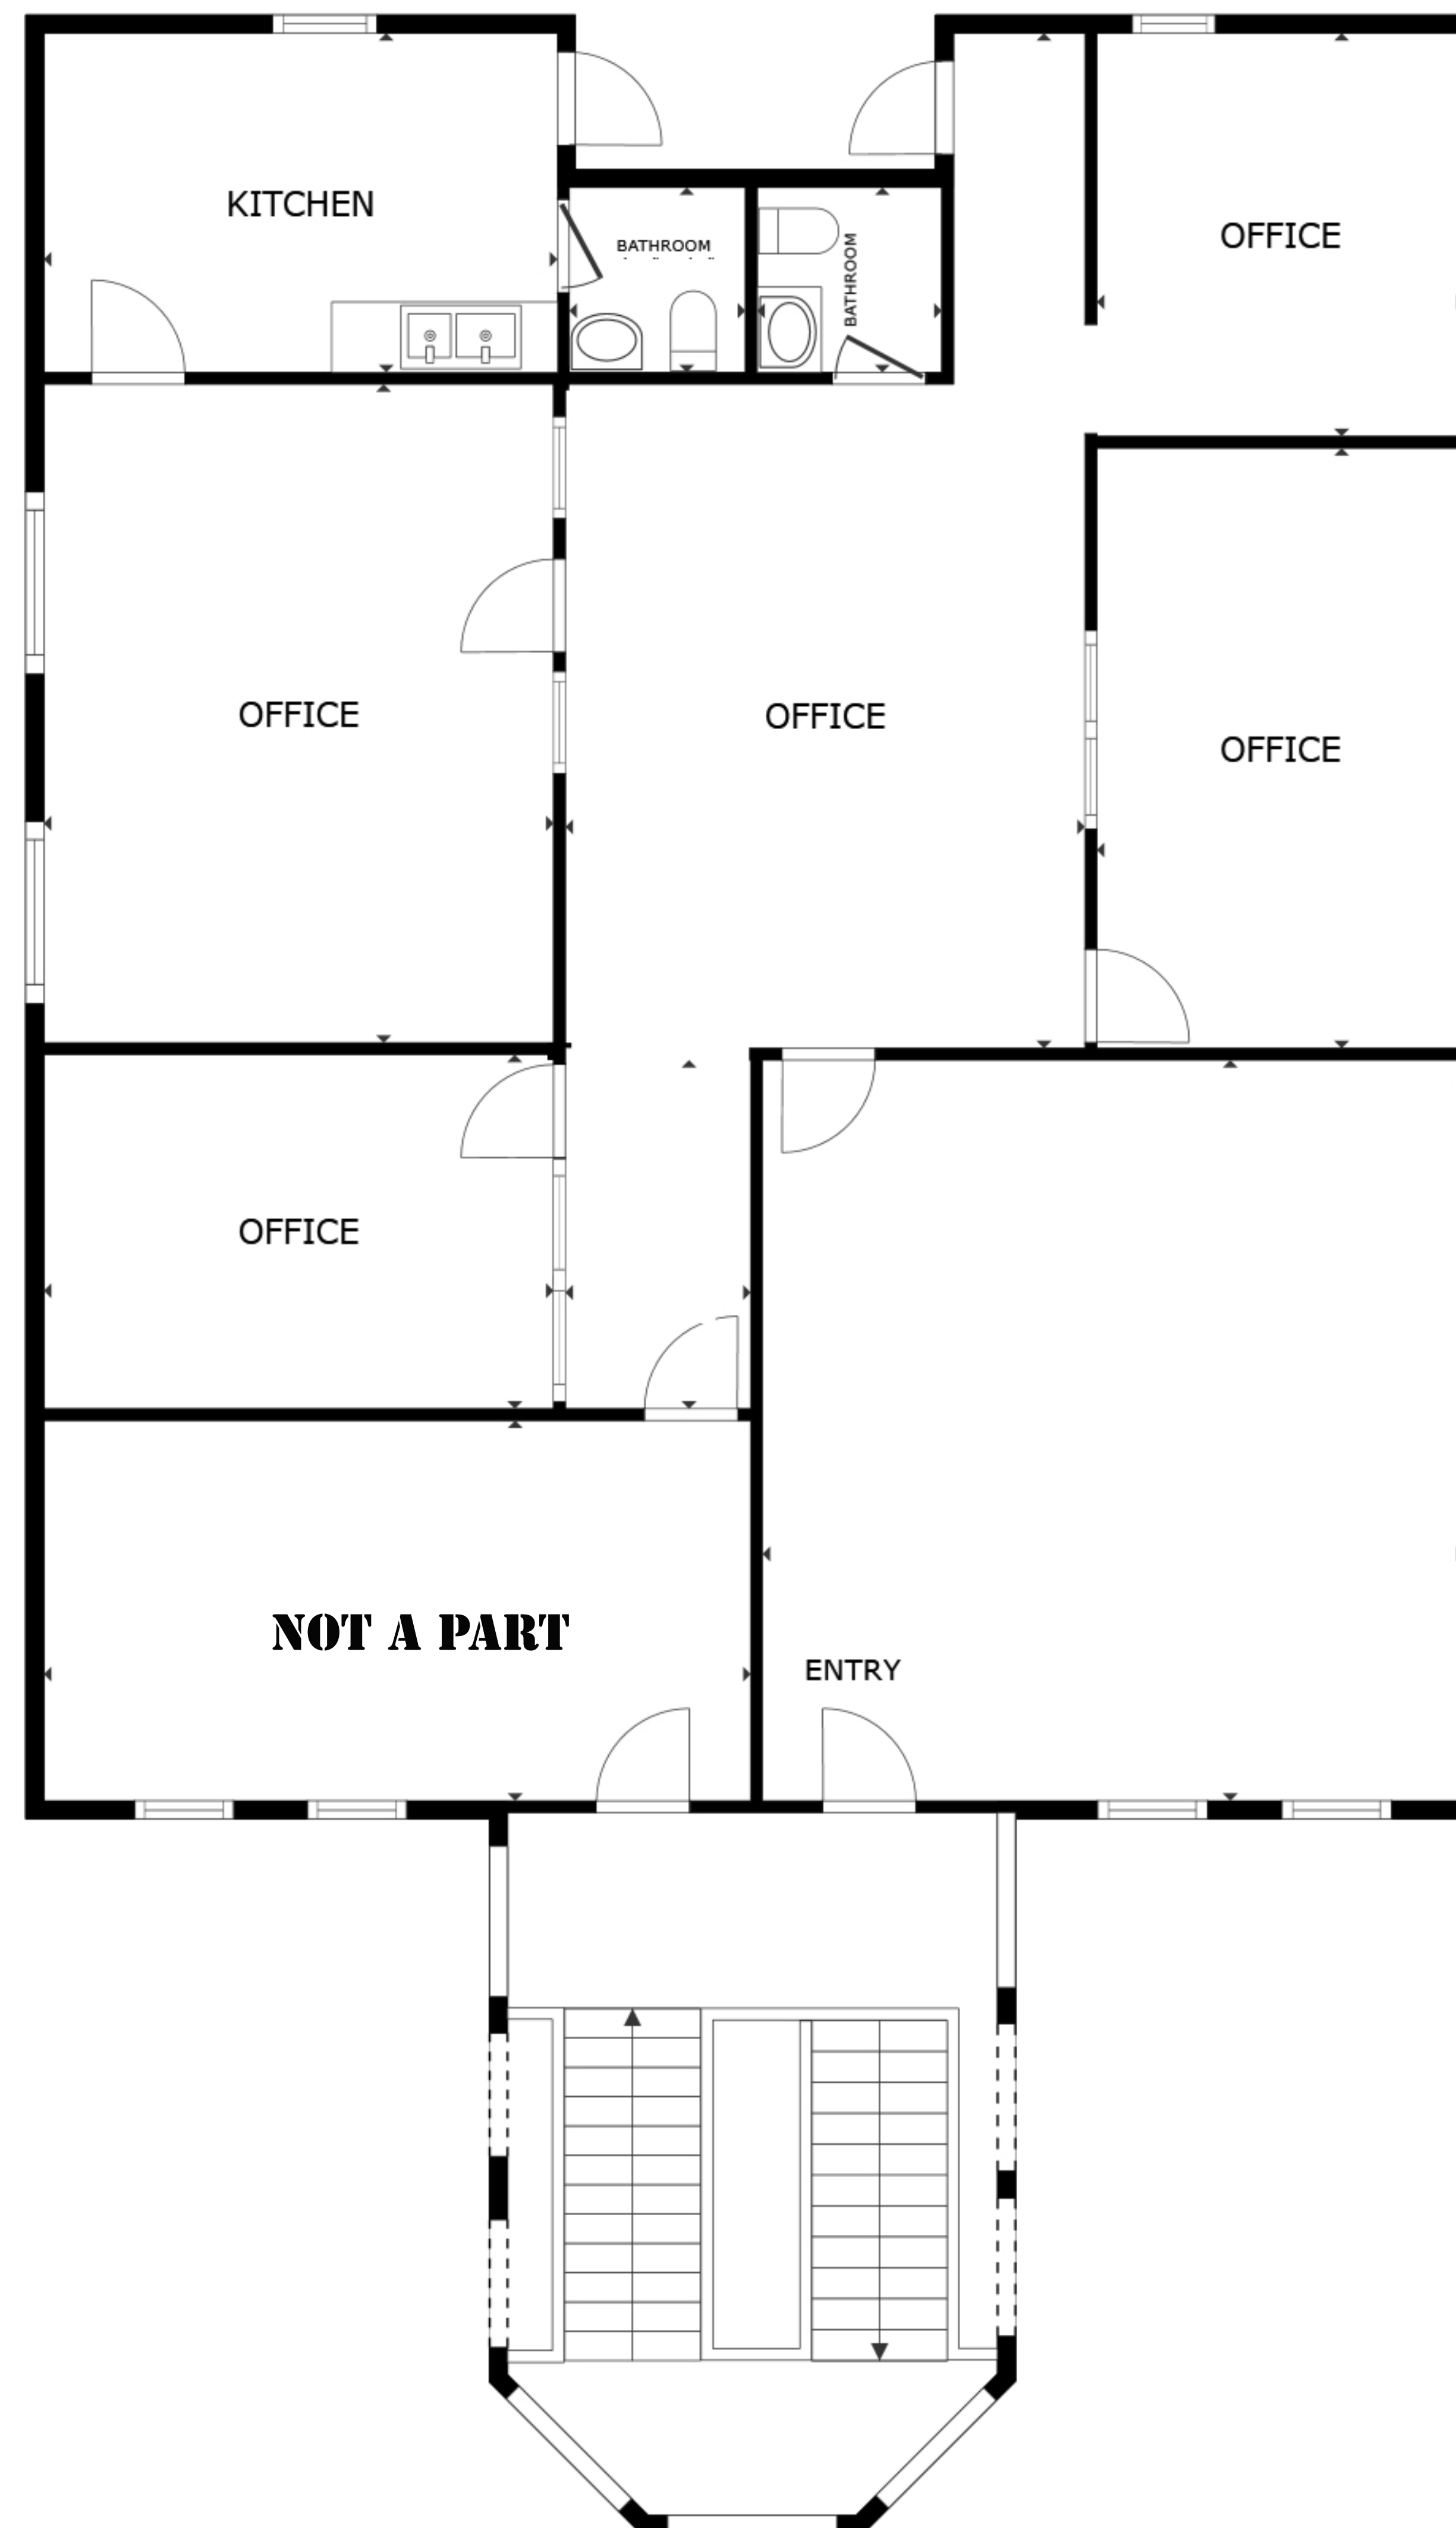 KITCHEN
BATHROOM
BATHROOM
OFFICE
OFFICE
OFFICE
OFFICE
OFFICE
NOT A PART
ENTRY